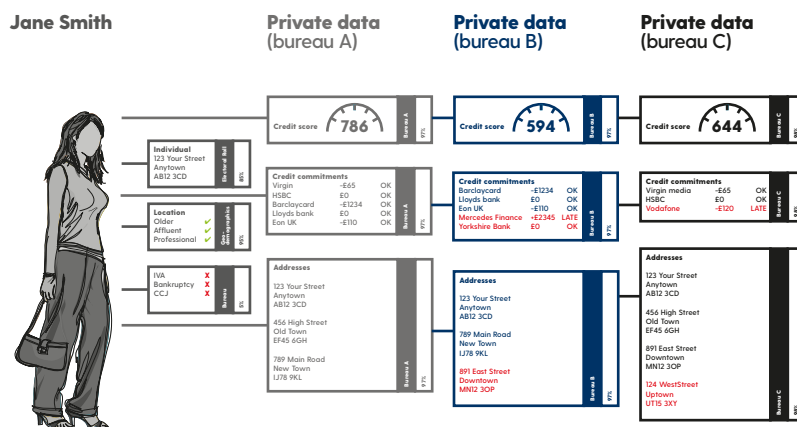 Jane Smith
Private data
(bureau A)
Private data
(bureau B)
Private data
(bureau C)
Credit score
786
Bureau A
97%
Credit score
594
Bureau B
97%
Credit score
644
Bureau C
98%
Individual
123 Your Street
Anytown
AB12 3CD
Electoral Roll
85%
Location
Older
Affluent
Professional
Geo-
demographics
95%
IVA X
Bankruptcy X
CCJ X
Bureau
5%
Credit commitments
Virgin -£65 OK
HSBC £0 OK
Barclaycard -£1234 OK
Lloyds bank £0 OK
Eon UK -£110 OK
Bureau A
97%
Credit commitments
Barclaycard -£1234 OK
Lloyds bank £0 OK
Eon UK -£110 OK
Mercedes Finance +£2345 LATE
Yorkshire Bank £0 OK
Bureau B
97%
Credit commitments
Virgin media -£65 OK
HSBC £0 OK
Vodafone -£120 LATE
Bureau C
98%
Addresses
123 Your Street
Anytown
AB12 3CD
456 High Street
Old Town
EF45 6GH
789 Main Road
New Town
IJ78 9KL
Bureau A
97%
Addresses
123 Your Street
Anytown
AB12 3CD
789 Main Road
New Town
IJ78 9KL
891 East Street
Downtown
MN12 3OP
Bureau B
97%
Addresses
123 Your Street
Anytown
AB12 3CD
456 High Street
Old Town
EF45 6GH
891 East Street
Downtown
MN12 3OP
124 WestStreet
Uptown
UT15 3XY
Bureau C
98%